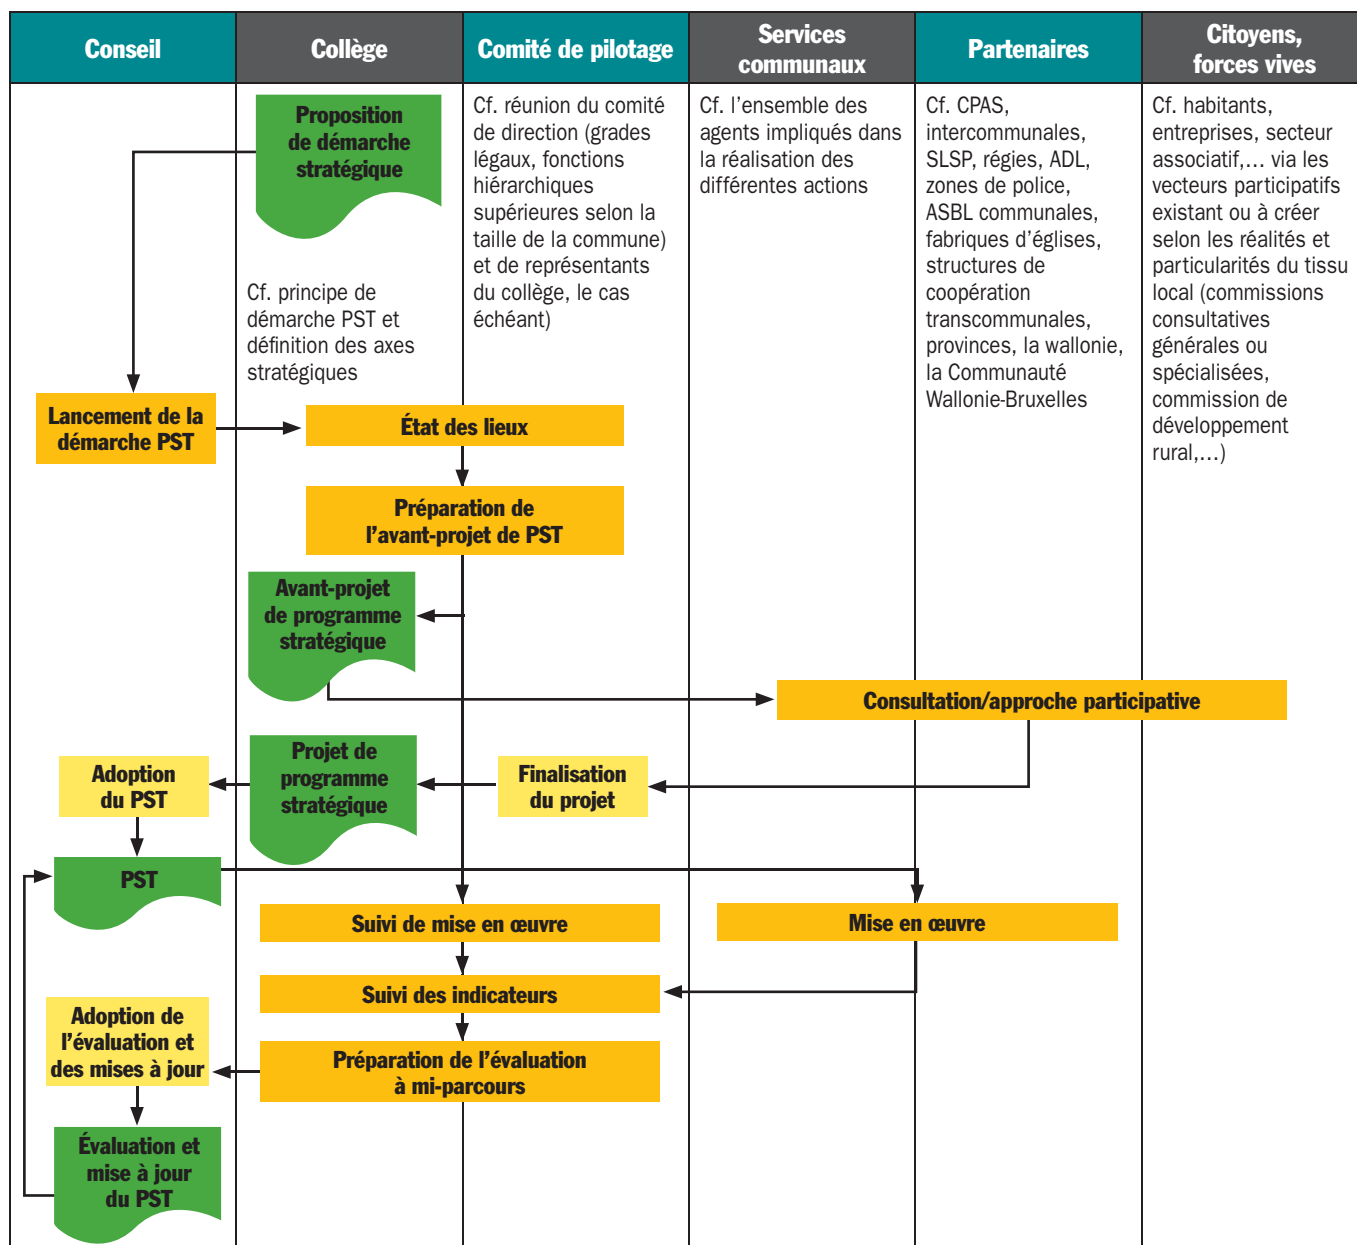 Conseil
Collège
Comité de pilotage
Services
communaux
Partenaires
Citoyens,
forces vives
Proposition
de démarche
stratégique
Cf. principe de
démarche PST et
définition des axes
stratégiques
Cf. réunion du comité
de direction (grades
légaux, fonctions
hiérarchiques
supérieures selon la
taille de la commune)
et de représentants
du collège, le cas
échéant)
Cf. l'ensemble des
agents impliqués dans
la réalisation des
différentes actions
Cf. CPAS,
intercommunales,
SLSP, régies, ADL,
zones de police,
ASBL communales,
fabriques d'églises,
structures de
coopération
transcommunales,
provinces, la wallonie,
la Communauté
Wallonie-Bruxelles
Cf. habitants,
entreprises, secteur
associatif,... via les
vecteurs participatifs
existant ou à créer
selon les réalités et
particularités du tissu
local (commissions
consultatives
générales ou
spécialisées,
commission de
développement
rural,...)
Lancement de la
démarche PST
État des lieux
Préparation de
l'avant-projet de PST
Avant-projet
de programme
stratégique
Consultation/approche participative
Adoption
du PST
Projet de
programme
stratégique
Finalisation
du projet
PST
Suivi de mise en œuvre
Mise en œuvre
Suivi des indicateurs
Adoption de
l'évaluation et
des mises à jour
Préparation de l'évaluation
à mi-parcours
Évaluation et
mise à jour
du PST